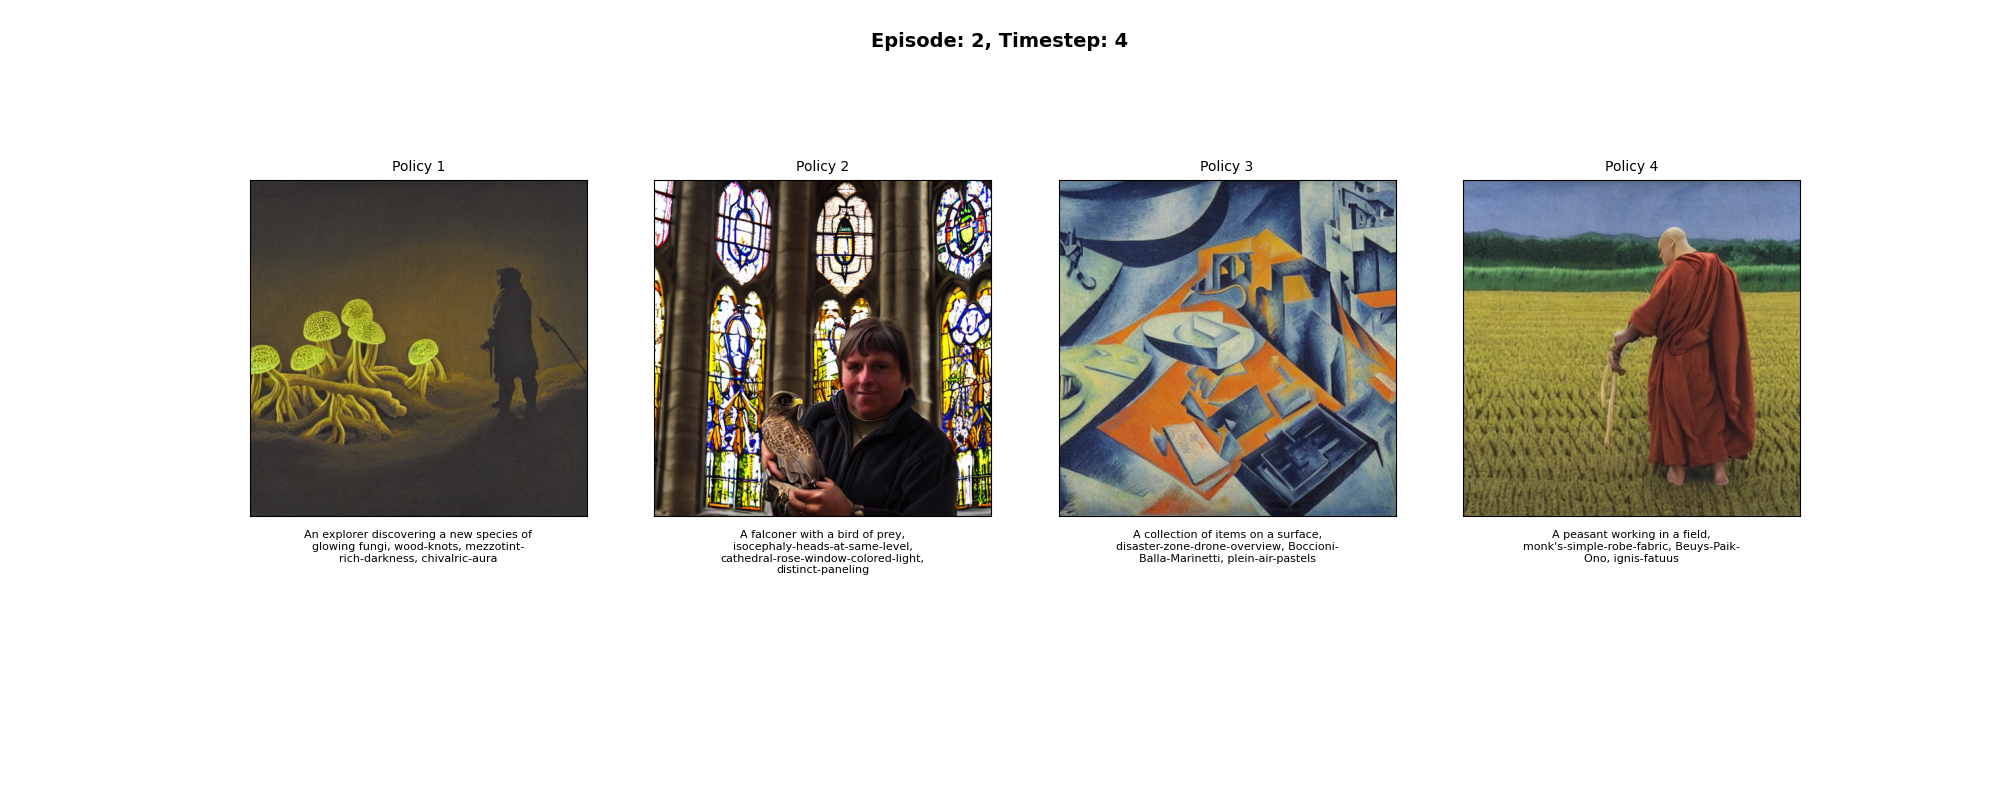 Episode: 2, Timestep: 4
Policy 1
Policy 2
Policy 3
Policy 4
An explorer discovering a new species of
glowing fungi, wood-knots, mezzotint-
rich-darkness, chivalric-aura
A falconer with a bird of prey,
isocephaly-heads-at-same-level,
cathedral-rose-window-colored-light,
distinct-paneling
A collection of items on a surface,
disaster-zone-drone-overview, Boccioni-
Balla-Marinetti, plein-air-pastels
A peasant working in a field,
monk's-simple-robe-fabric, Beuys-Paik-
Ono, ignis-fatuus